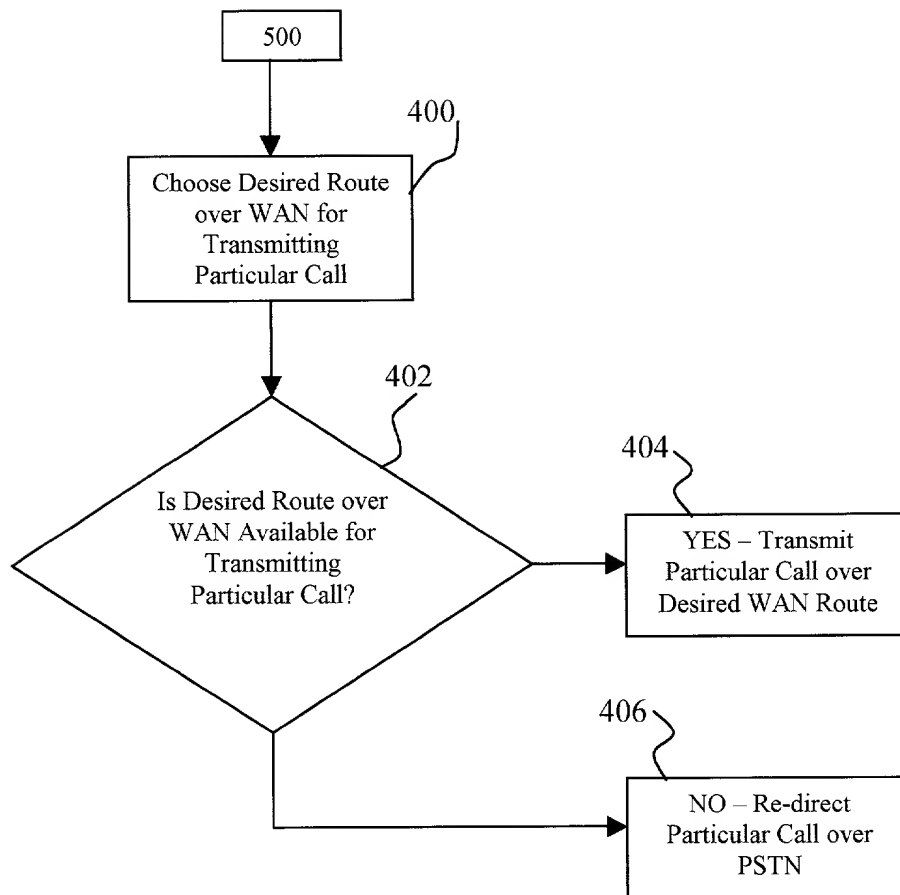 500
400
Choose Desired Route
over WAN for
Transmitting
Particular Call
402
Is Desired Route over
WAN Available for
Transmitting
Particular Call?
404
YES – Transmit
Particular Call over
Desired WAN Route
406
NO – Re-direct
Particular Call over
PSTN